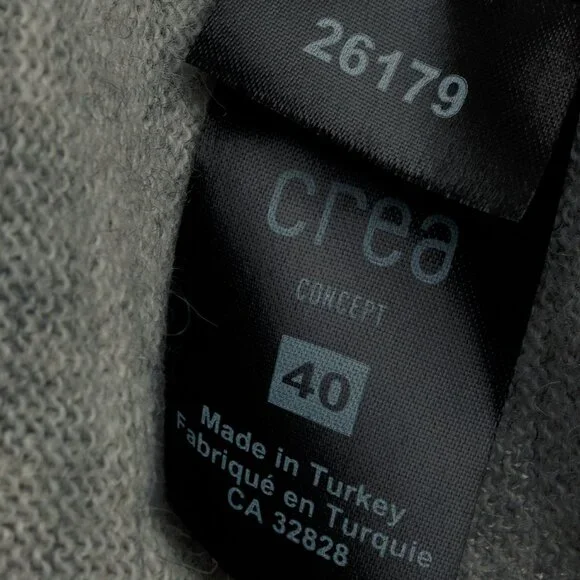 26179
crea
CONCEPT
40
Made in Turkey
Fabriqué en Turquie
CA 32828